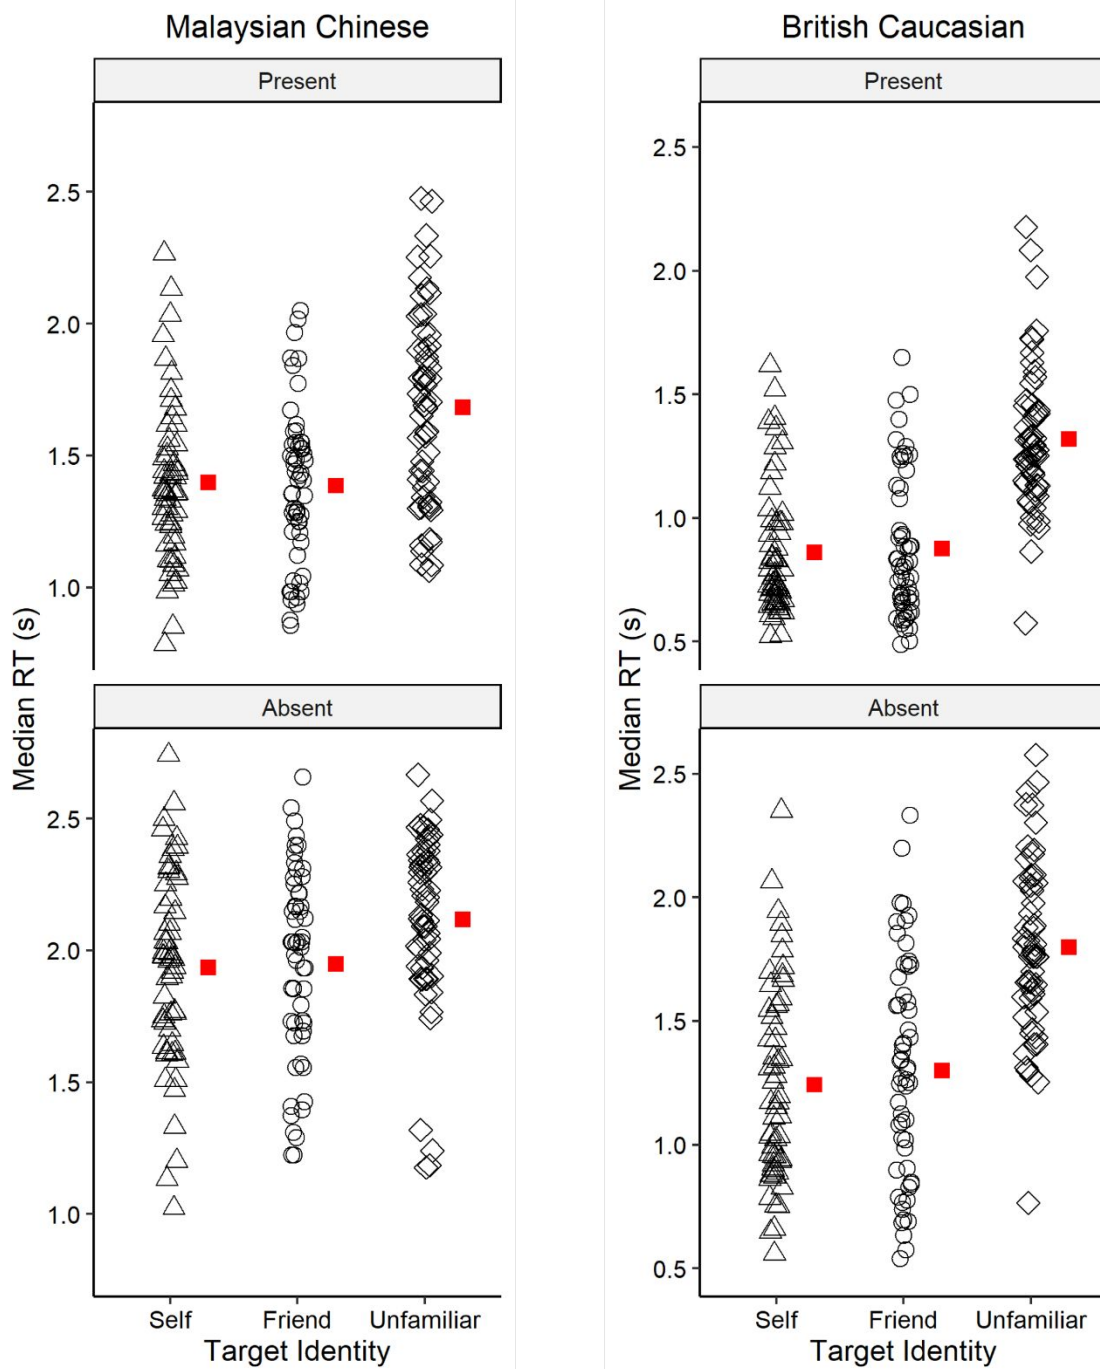 Malaysian Chinese
Present
2.5
2.0
1.5
1.0
Absent
2.5
2.0
1.5
1.0
Median RT (s)
Self Friend Unfamiliar
Target Identity
British Caucasian
Present
2.5
2.0
1.5
1.0
0.5
Absent
2.5
2.0
1.5
1.0
0.5
Median RT (s)
Self Friend Unfamiliar
Target Identity